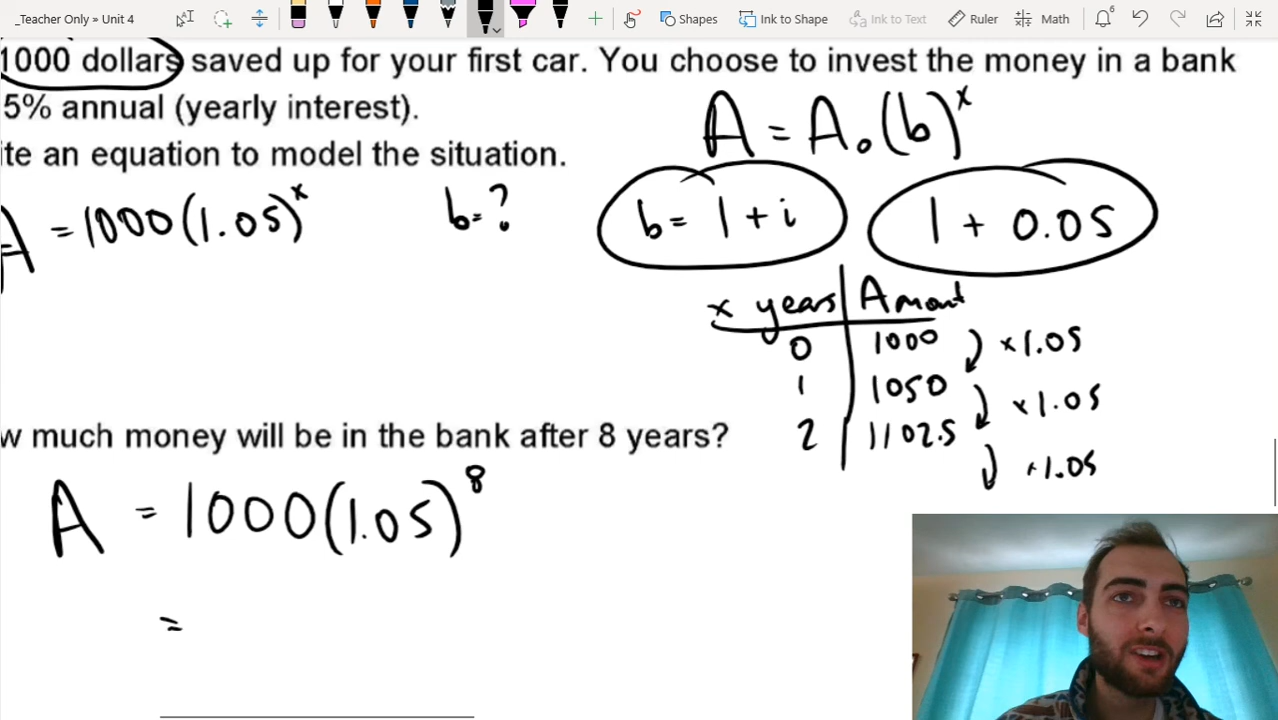 _Teacher Only » Unit 4
Shapes
Ink to Shape
Ink to Text
Ruler
Math
6
1000 dollars saved up for your first car. You choose to invest the money in a bank
5% annual (yearly interest).
A = A₀(b)ˣ
te an equation to model the situation.
A = 1000(1.05)ˣ
b=?
b= 1+i
1 + 0.05
x years Amount
0 1000 ×1.05
1 1050 ×1.05
2 1102.5 ×1.05
w much money will be in the bank after 8 years?
A = 1000(1.05)⁸
=